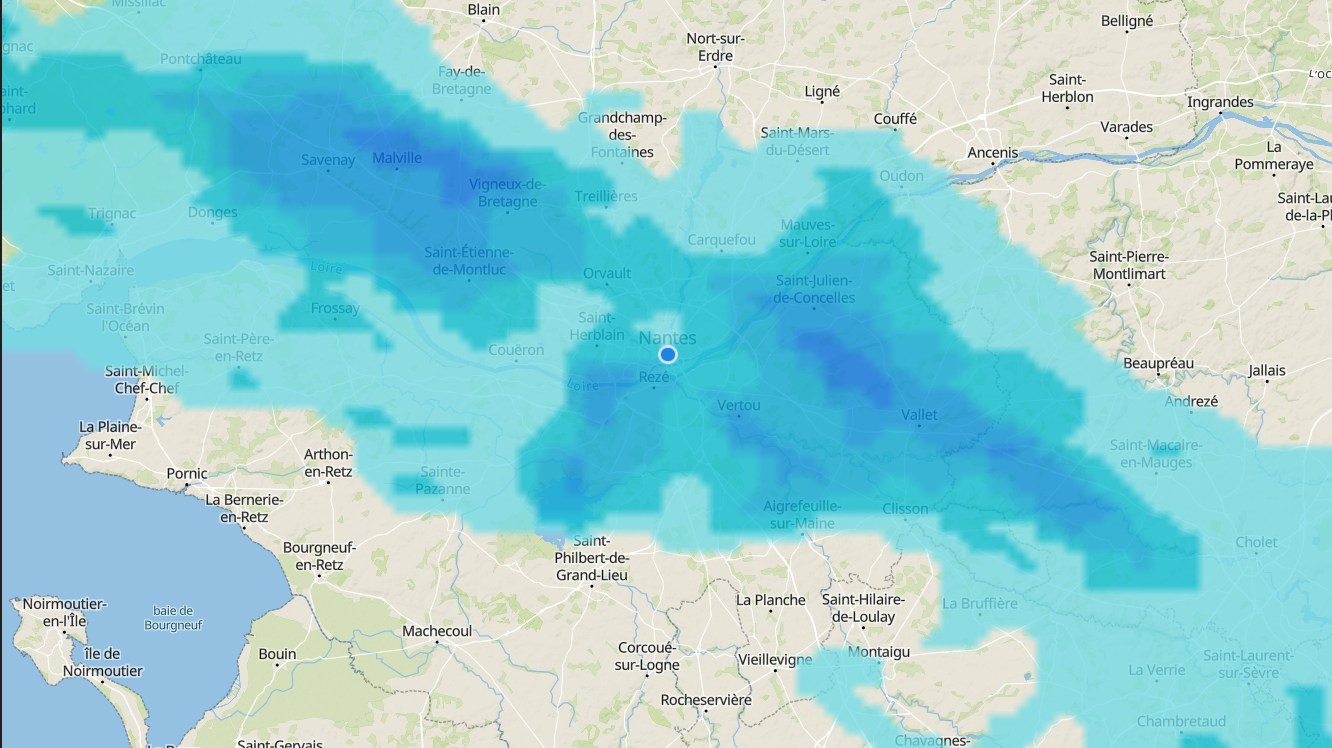 Missillac
Blain
Belligné
Nort-sur-
Erdre
gnac
Pontchâteau
Fay-de-
Bretagne
Ligné
Saint-
Herblon
L'oc
aint-
phard
Grandchamp-
des-
Fontaines
Couffé
Ingrandes
Saint-Mars-
du-Désert
Varades
Savenay
Malville
Ancenis
La
Pommeraye
Oudon
Vigneux-de-
Bretagne
Treillières
Trignac
Donges
Saint-Lau
de-la-Pl
Mauves-
sur-Loire
Carquefou
Saint-Étienne-
de-Montluc
Loire
Saint-Nazaire
et
Orvault
Saint-Pierre-
Montlimart
Saint-Julien-
de-Concelles
Saint-Brévin
l'Océan
Frossay
Saint-
Herblain
Nantes
Saint-Père-
en-Retz
Couëron
Beaupréau
Jallais
Saint-Michel-
Chef-Chef
Loire
Rezé
Andrezé
Vertou
Vallet
La Plaine-
sur-Mer
Saint-Macaire-
en-Mauges
Arthon-
en-Retz
Pornic
Sainte-
Pazanne
La Bernerie-
en-Retz
Aigrefeuille-
sur-Maine
Clisson
Saint-
Philbert-de-
Grand-Lieu
Cholet
Bourgneuf-
en-Retz
Noirmoutier-
en-l'Île
baie de
Bourgneuf
La Planche
Saint-Hilaire-
de-Loulay
La Bruffière
Machecoul
île de
Noirmoutier
Bouin
Corcoué-
sur-Logne
Vieillevigne
Montaigu
La Verrie
Saint-Laurent-
sur-Sèvre
Rocheservière
Chambretaud
Saint-Gervais
Chavagnes-